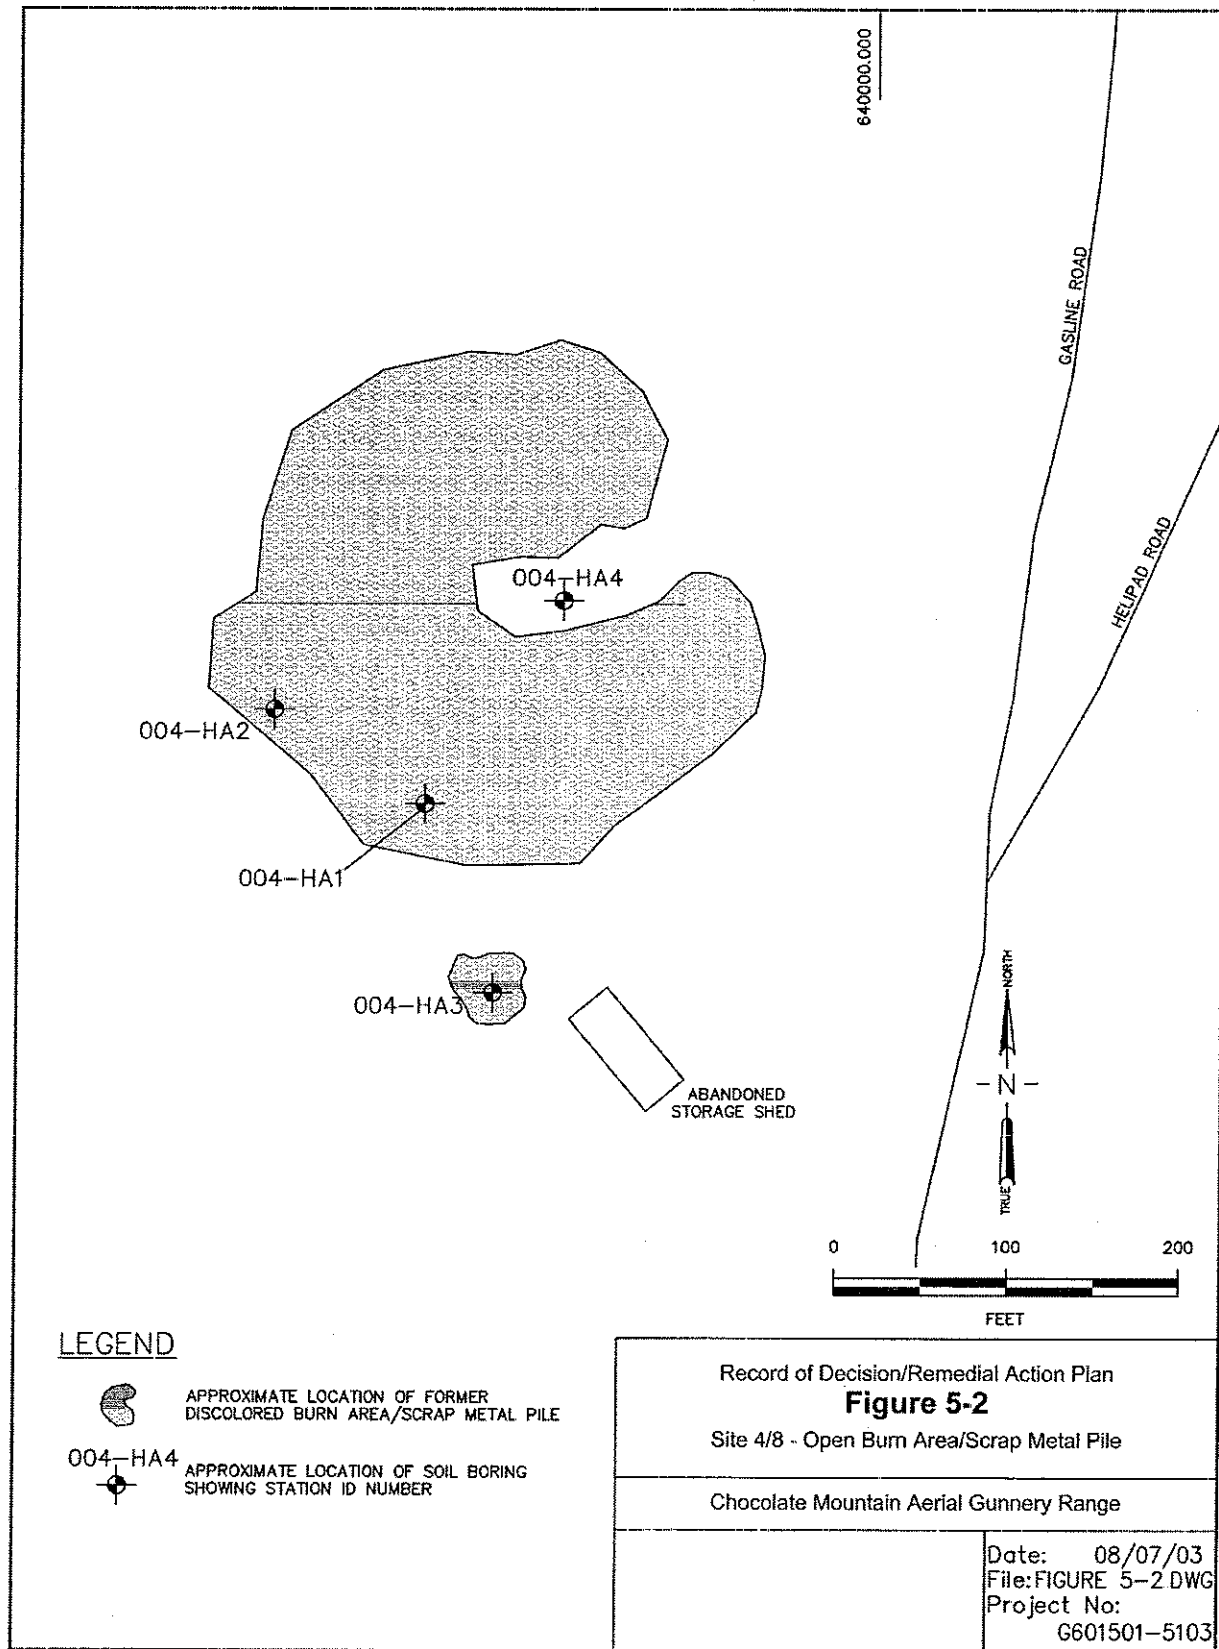 640000.000
GASLINE ROAD
HELIPAD ROAD
004-HA4
004-HA2
004-HA1
004-HA3
ABANDONED
STORAGE SHED
NORTH
- N -
TRUE
0 100 200
FEET
LEGEND
APPROXIMATE LOCATION OF FORMER
DISCOLORED BURN AREA/SCRAP METAL PILE
004-HA4
APPROXIMATE LOCATION OF SOIL BORING
SHOWING STATION ID NUMBER
Record of Decision/Remedial Action Plan
Figure 5-2
Site 4/8 - Open Burn Area/Scrap Metal Pile
Chocolate Mountain Aerial Gunnery Range
Date: 08/07/03
File: FIGURE 5-2.DWG
Project No:
G601501-5103